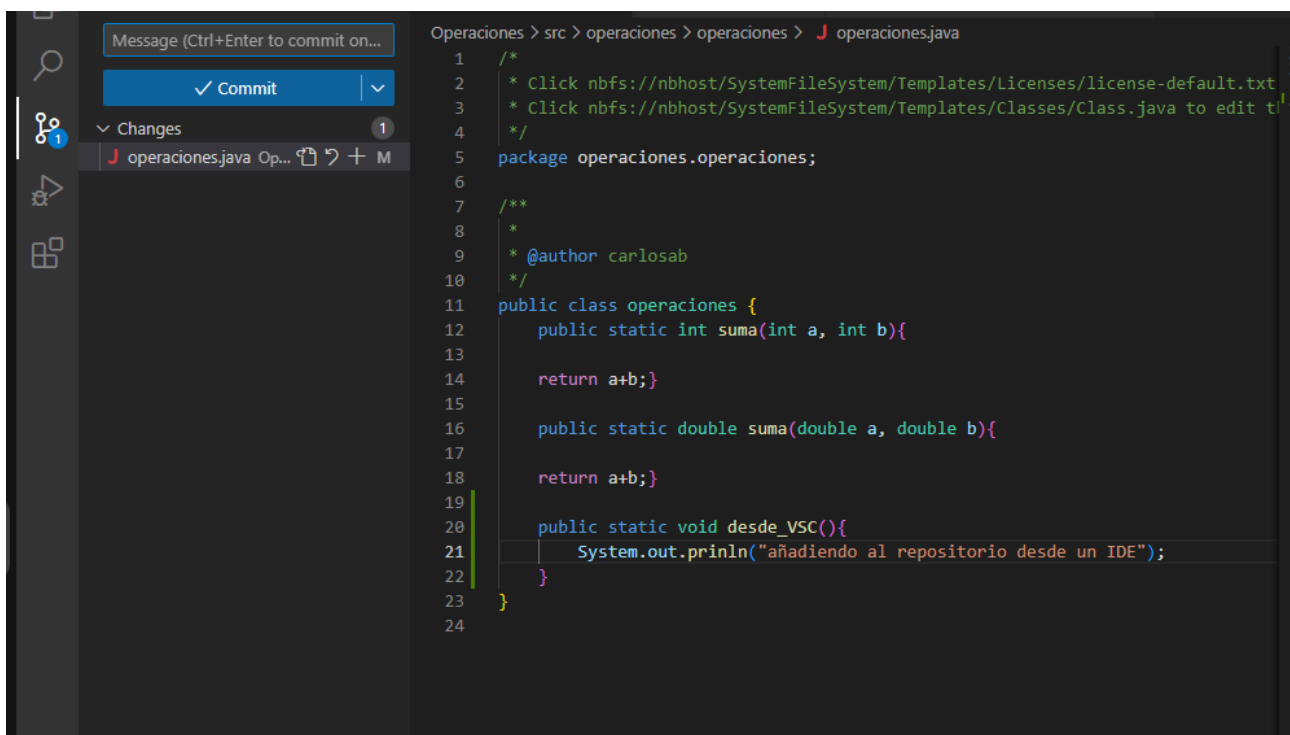 Message (Ctrl+Enter to commit on...
Commit
Changes 1
J operaciones.java Op... + M
1
Operaciones > src > operaciones > operaciones > J operaciones.java
1 /*
2 * Click nbfs://nbhost/SystemFileSystem/Templates/Licenses/license-default.txt
3 * Click nbfs://nbhost/SystemFileSystem/Templates/Classes/Class.java to edit
4 */
5 package operaciones.operaciones;
6
7 /**
8 *
9 * @author carlosab
10 */
11 public class operaciones {
12 public static int suma(int a, int b){
13
14 return a+b;}
15
16 public static double suma(double a, double b){
17
18 return a+b;}
19
20 public static void desde_VSC(){
21 System.out.prinln("añadiendo al repositorio desde un IDE");
22 }
23 }
24